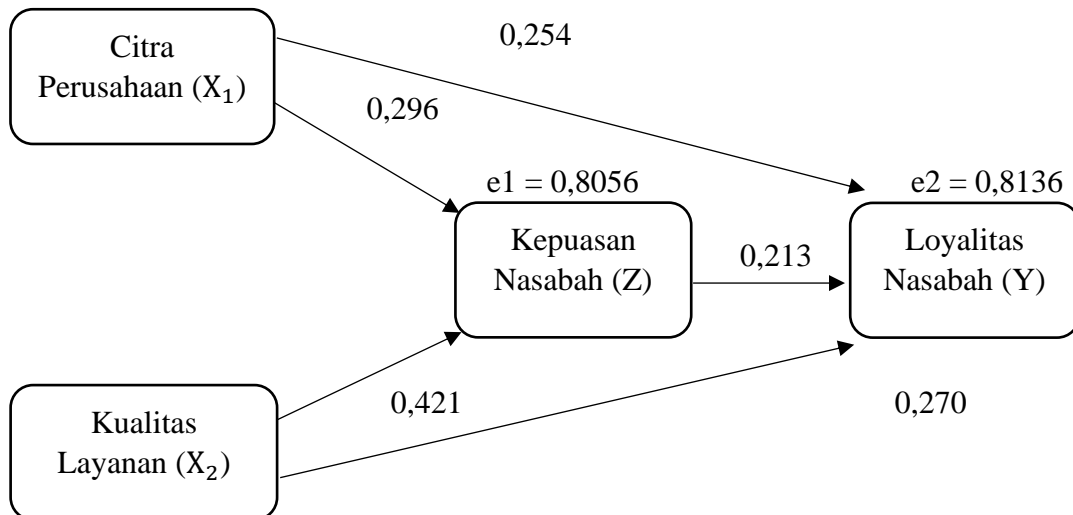 Citra
Perusahaan (X₁)
0,254
0,296
e1 = 0,8056
e2 = 0,8136
Kepuasan
Nasabah (Z)
0,213
Loyalitas
Nasabah (Y)
Kualitas
Layanan (X₂)
0,421
0,270